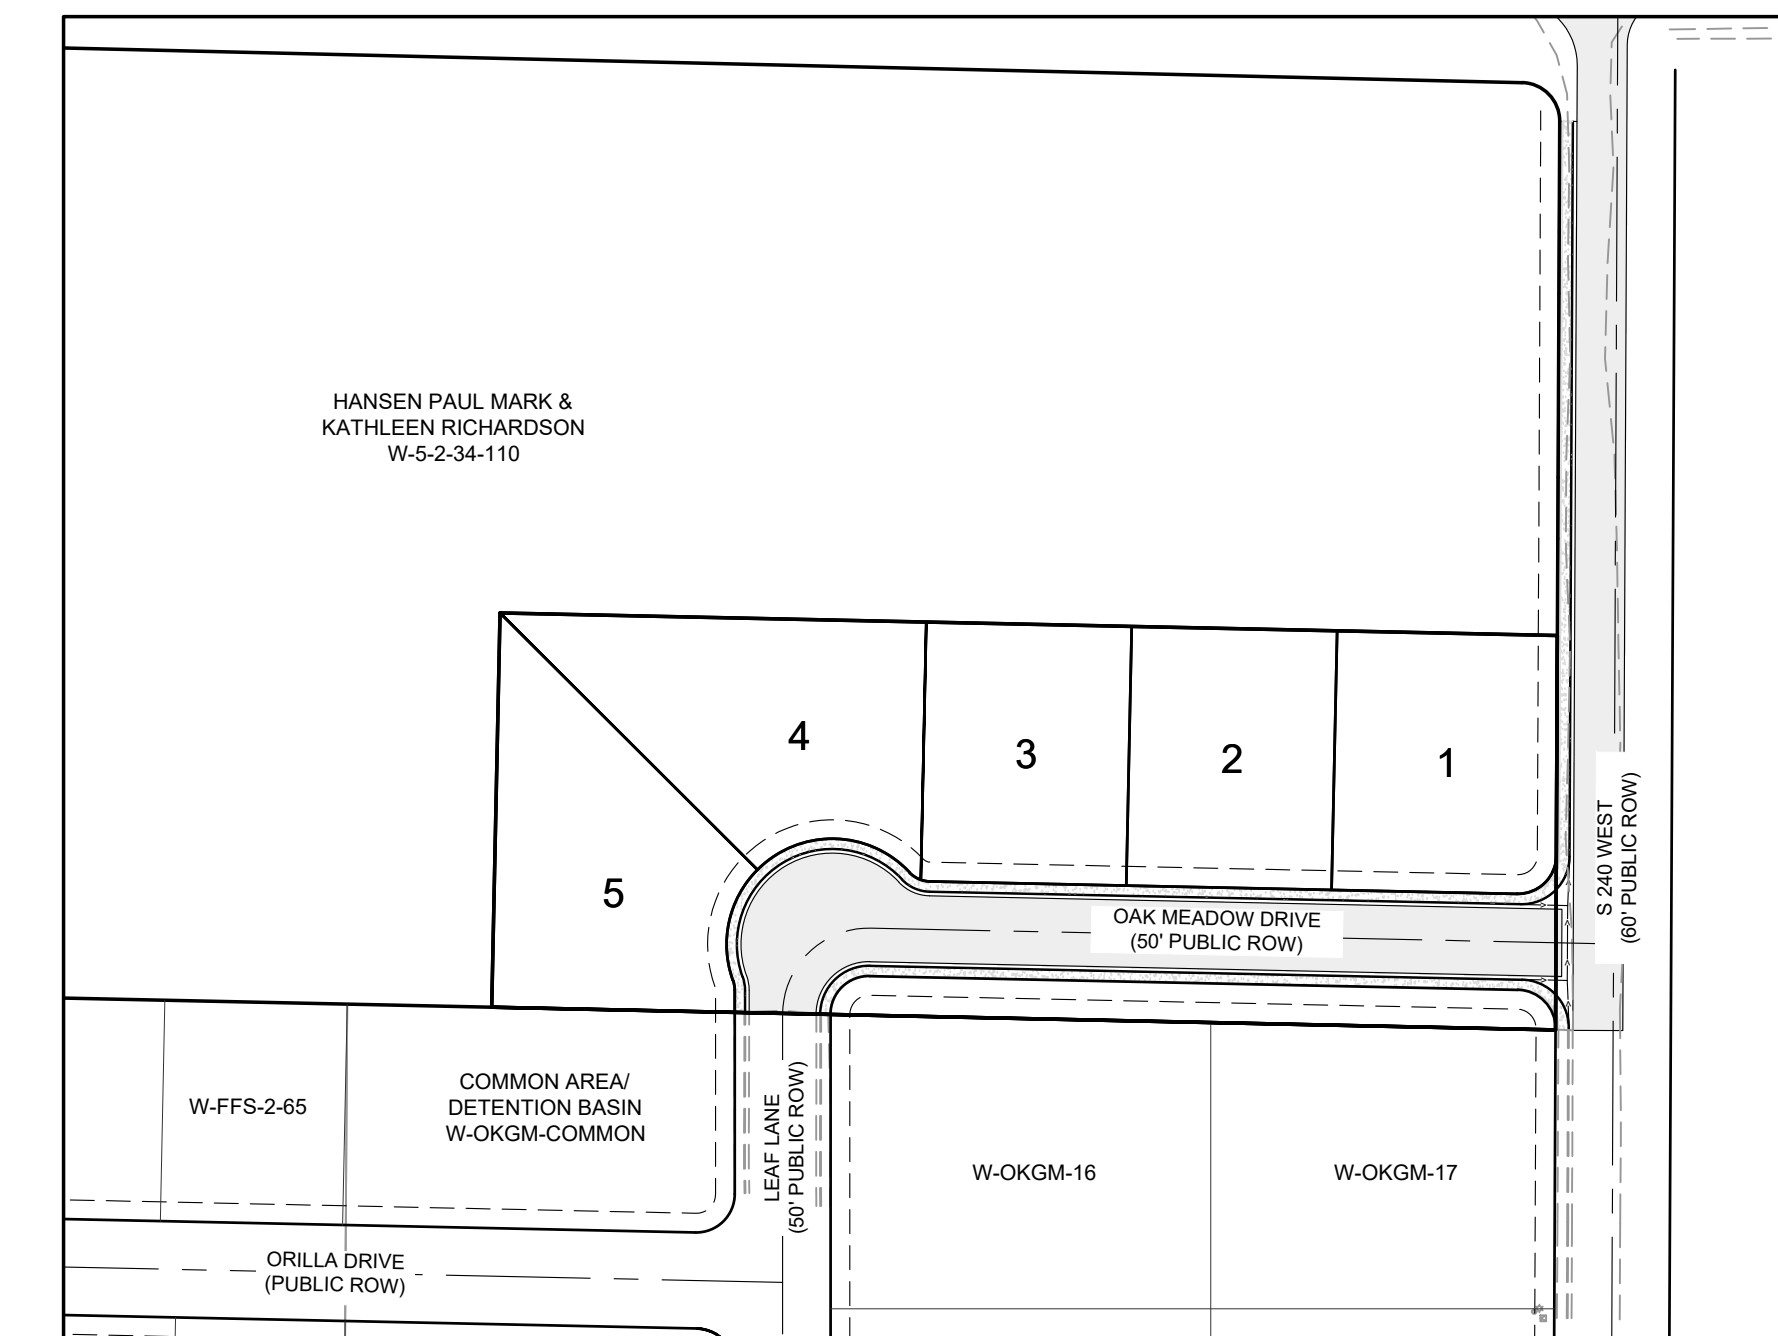 HANSEN PAUL MARK &
KATHLEEN RICHARDSON
W-5-2-34-110
4
3
2
1
5
OAK MEADOW DRIVE
(50' PUBLIC ROW)
S 240 WEST
(60' PUBLIC ROW)
W-FFS-2-65
COMMON AREA/
DETENTION BASIN
W-OKGM-COMMON
LEAF LANE
(50' PUBLIC ROW)
W-OKGM-16
W-OKGM-17
ORILLA DRIVE
(PUBLIC ROW)